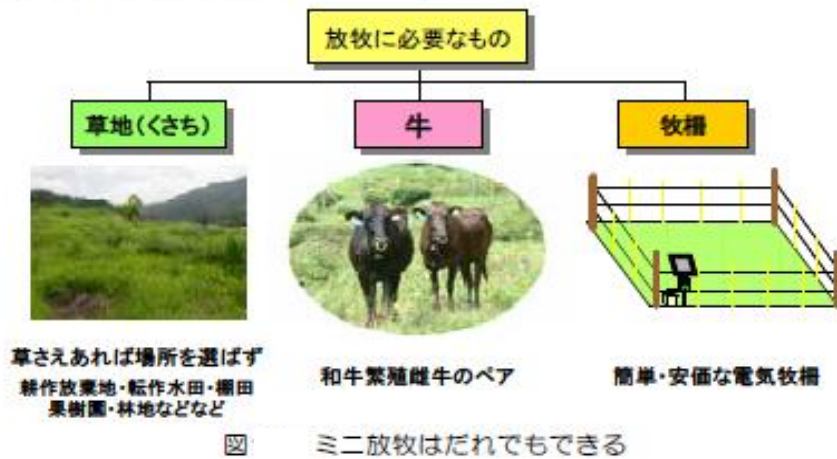 放牧に必要なもの
草地(くさち)
牛
牧柵
草さえあれば場所を選ばず
耕作放棄地・転作水田・棚田
果樹園・林地などなど
和牛繁殖雌牛のペア
簡単・安価な電気牧柵
図 ミニ放牧はだれでもできる